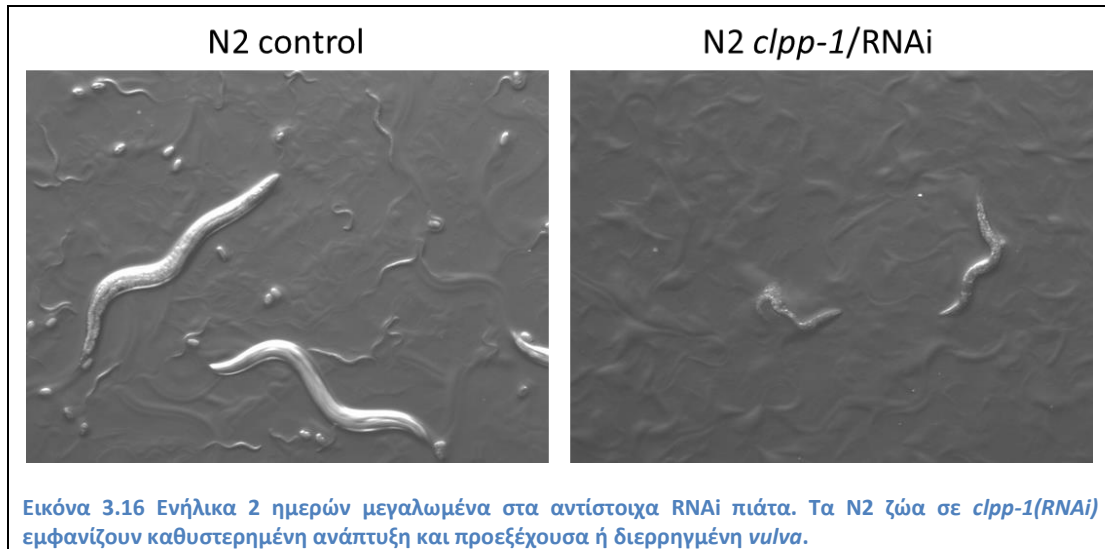 N2 control
N2 clpp-1/RNAi
Εικόνα 3.16 Ενήλικα 2 ημερών μεγαλωμένα στα αντίστοιχα RNAi πιάτα. Τα N2 ζώα σε clpp-1(RNAi)
εμφανίζουν καθυστερημένη ανάπτυξη και προεξέχουσα ή διερρηγμένη vulva.